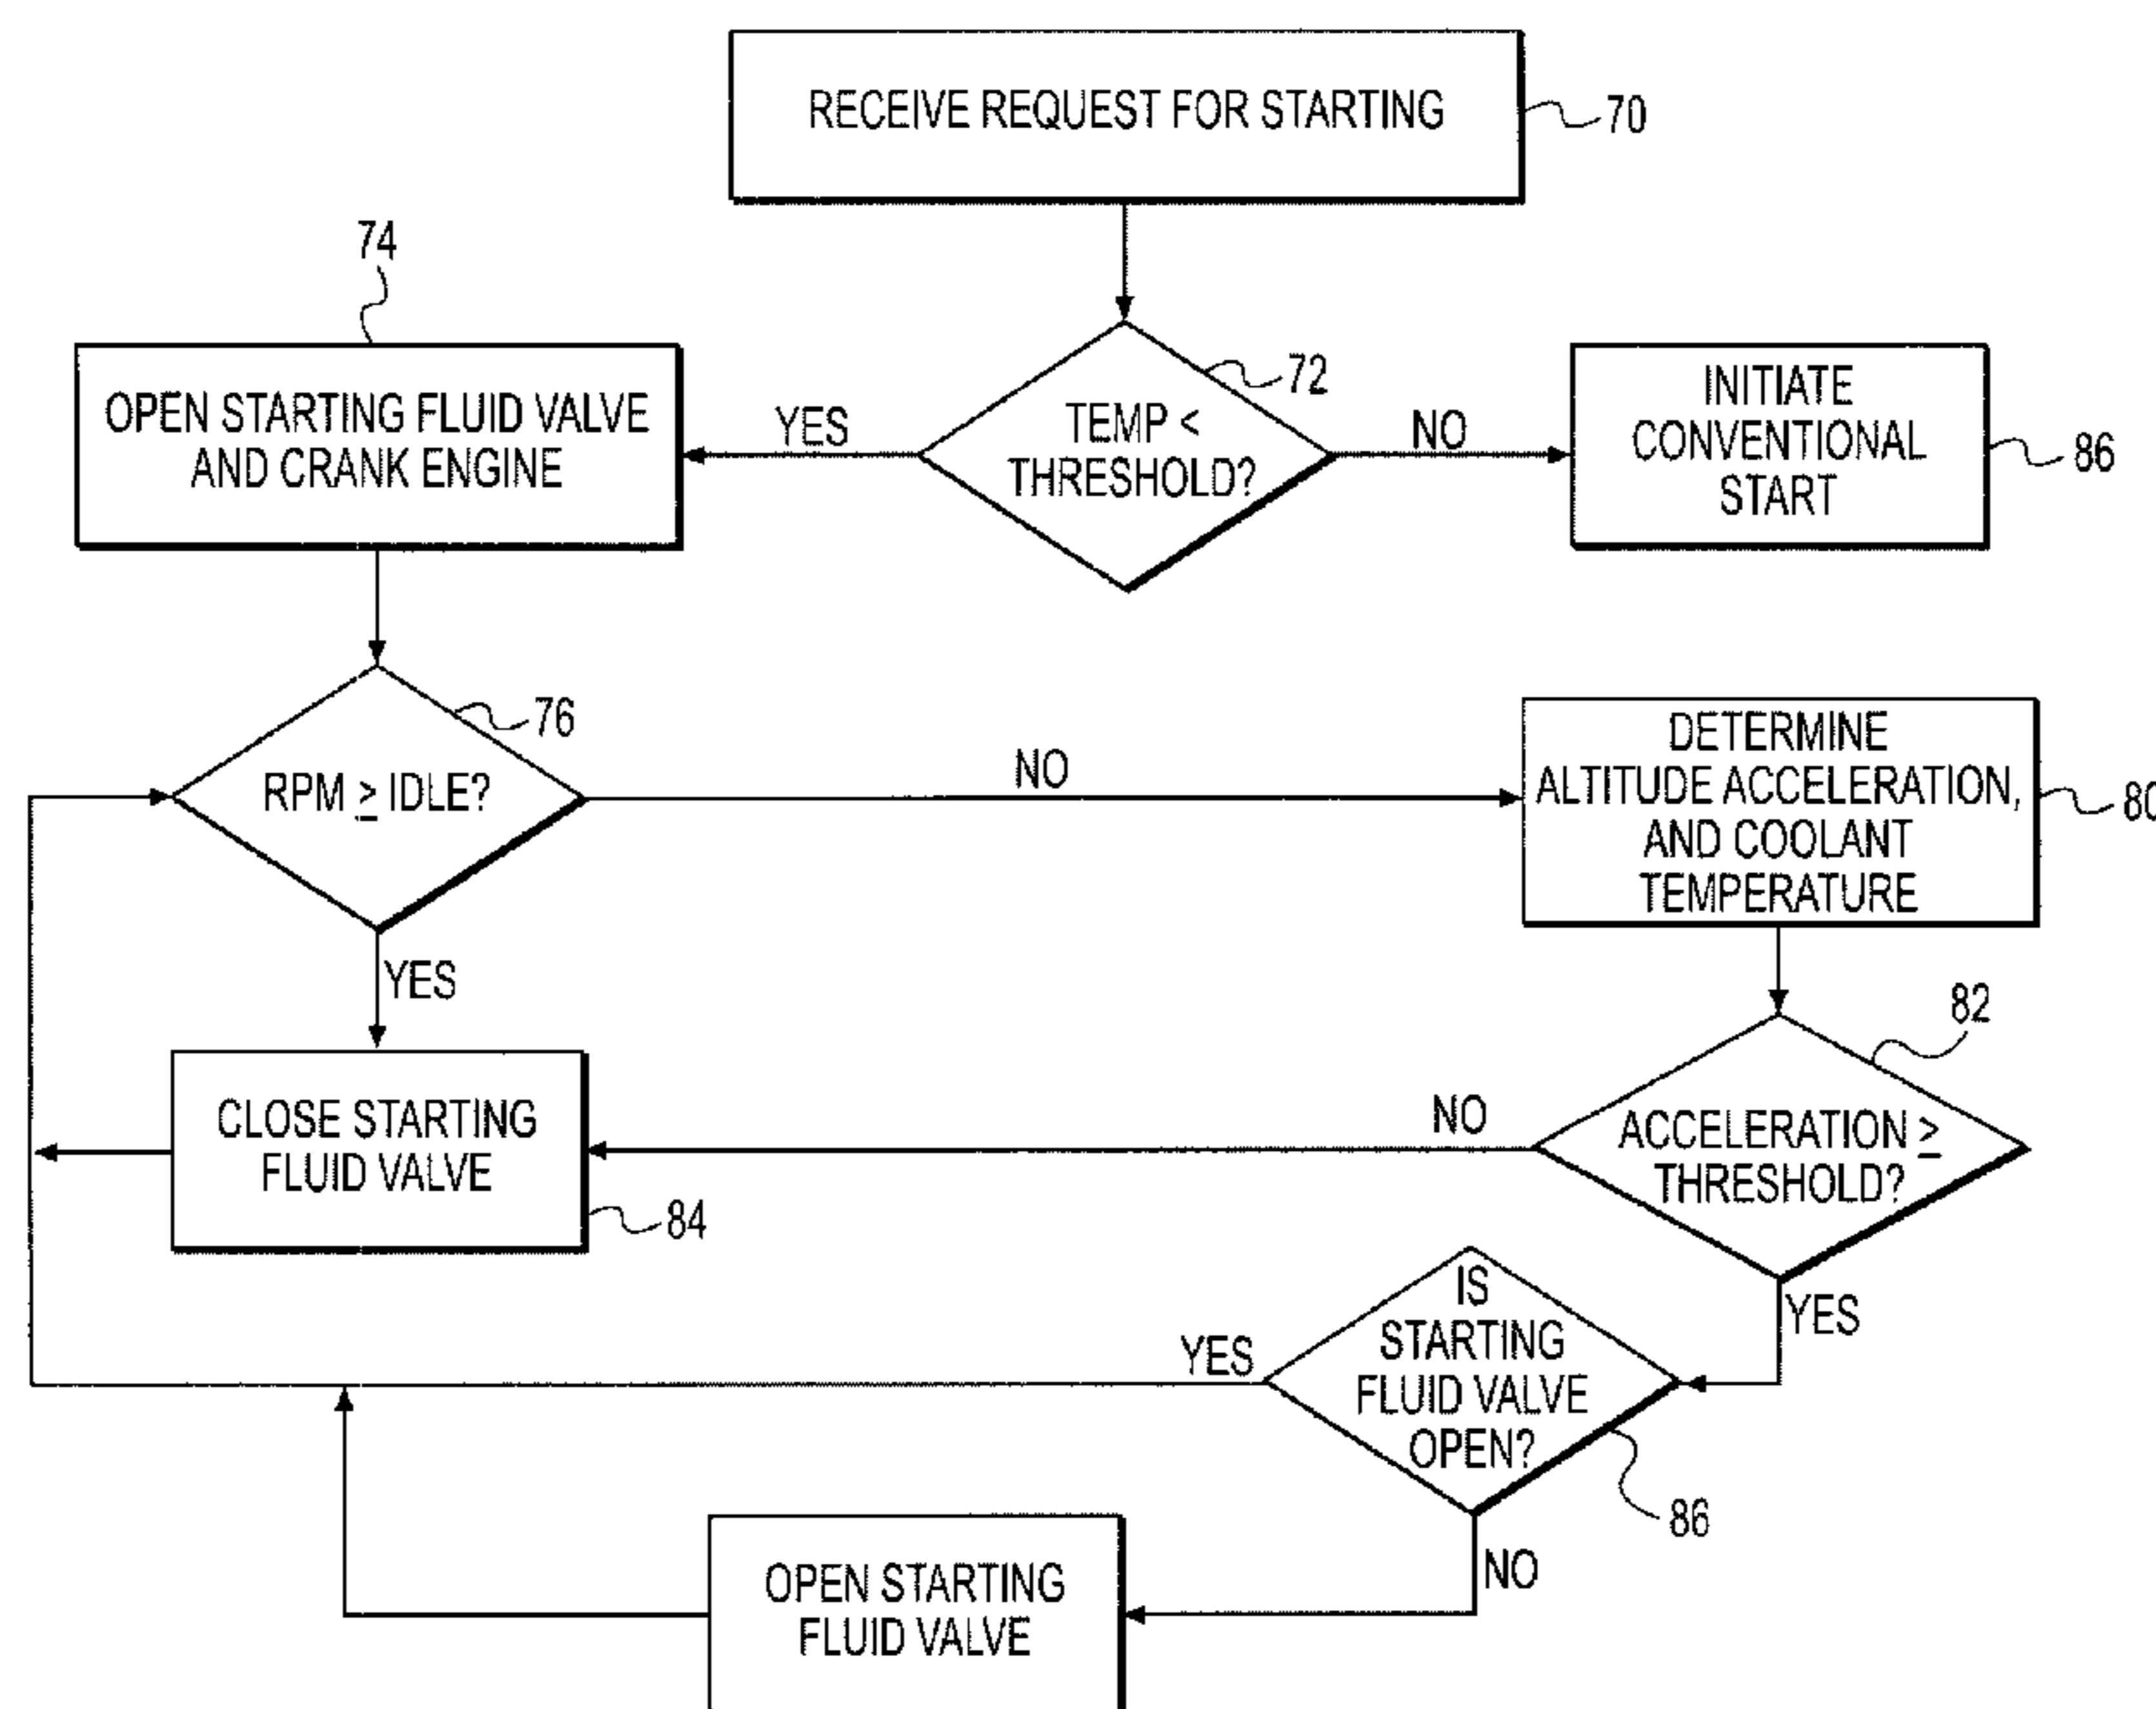 RECEIVE REQUEST FOR STARTING
70
74
OPEN STARTING FLUID VALVE
AND CRANK ENGINE
YES
72
TEMP <
THRESHOLD?
NO
INITIATE
CONVENTIONAL
START
86
76
RPM ≥ IDLE?
NO
DETERMINE
ALTITUDE ACCELERATION,
AND COOLANT
TEMPERATURE
80
YES
82
ACCELERATION ≥
THRESHOLD?
NO
CLOSE STARTING
FLUID VALVE
84
YES
IS
STARTING
FLUID VALVE
OPEN?
YES
86
NO
OPEN STARTING
FLUID VALVE